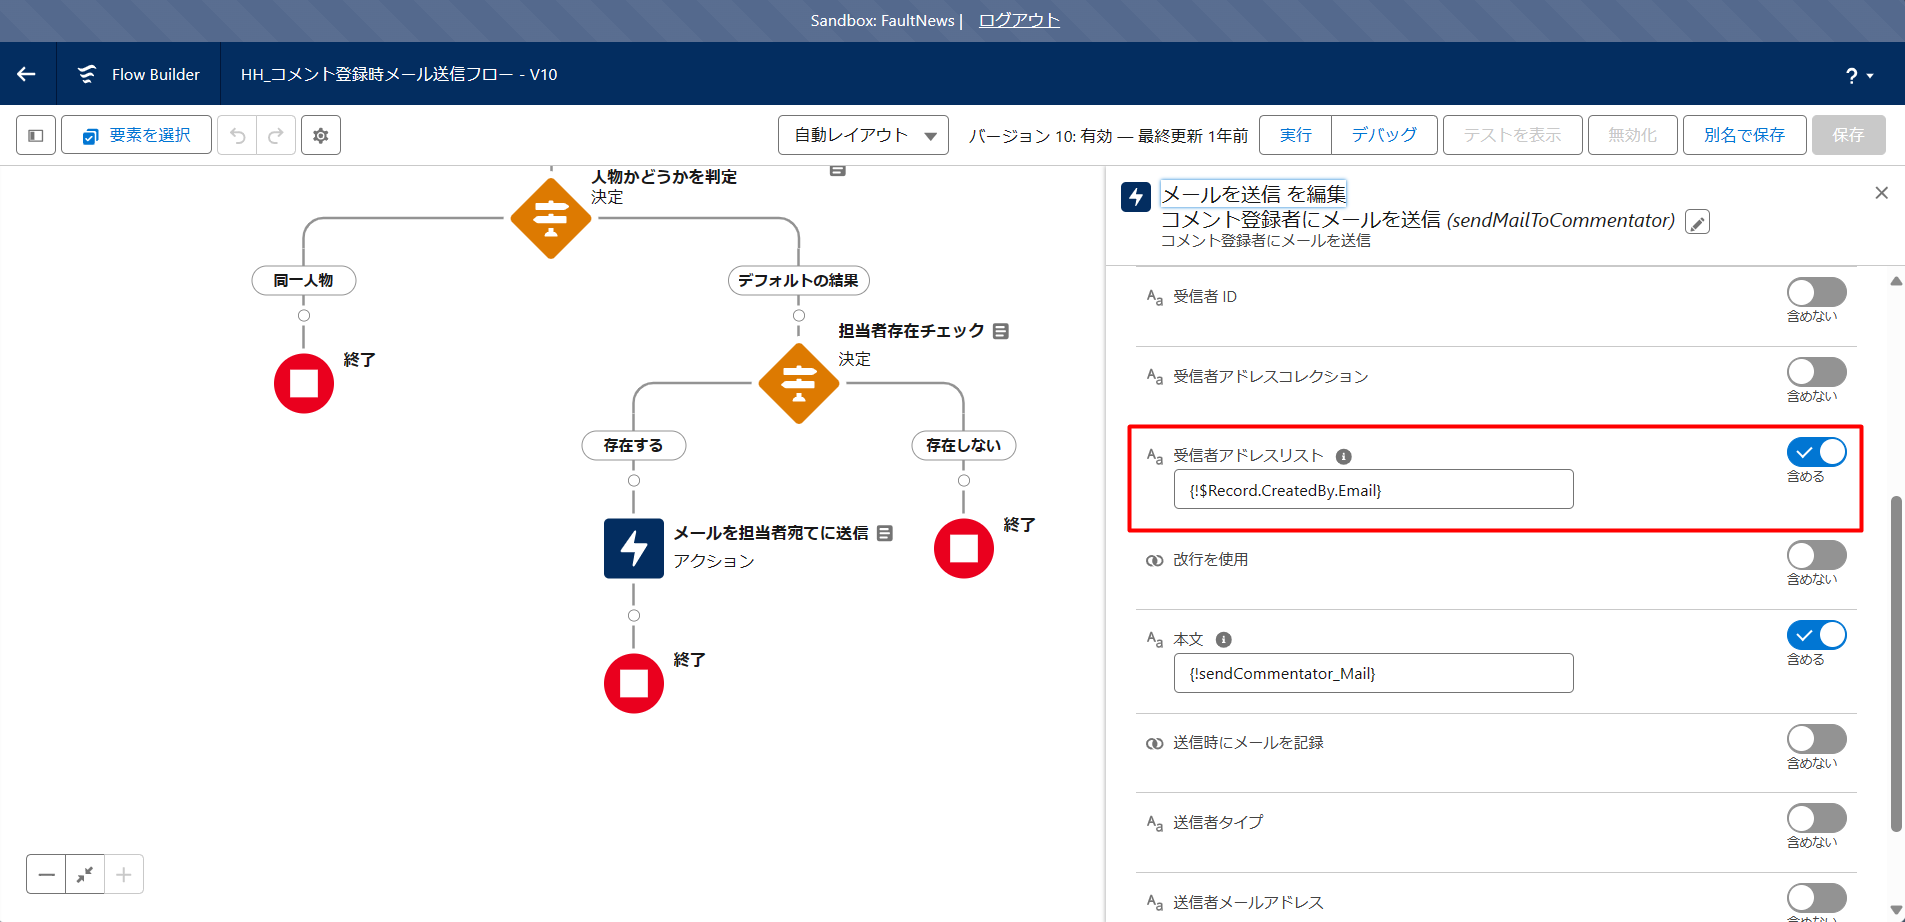 Sandbox: FaultNews | ログアウト
Flow Builder
HH_コメント登録時メール送信フロー - V10
?
要素を選択
自動レイアウト
バージョン 10: 有効 — 最終更新 1年前
実行
デバッグ
テストを表示
無効化
別名で保存
保存
人物かどうかを判定
決定
同一人物
デフォルトの結果
終了
担当者存在チェック
決定
存在する
存在しない
メールを担当者宛てに送信
アクション
終了
終了
メールを送信 を編集
コメント登録者にメールを送信 (sendMailToCommentator)
コメント登録者にメールを送信
Aa 受信者 ID
含めない
Aa 受信者アドレスコレクション
含めない
Aa 受信者アドレスリスト
含める
{!$Record.CreatedBy.Email}
改行を使用
含めない
Aa 本文
含める
{!sendCommentator_Mail}
送信時にメールを記録
含めない
Aa 送信者タイプ
含めない
Aa 送信者メールアドレス
含めない